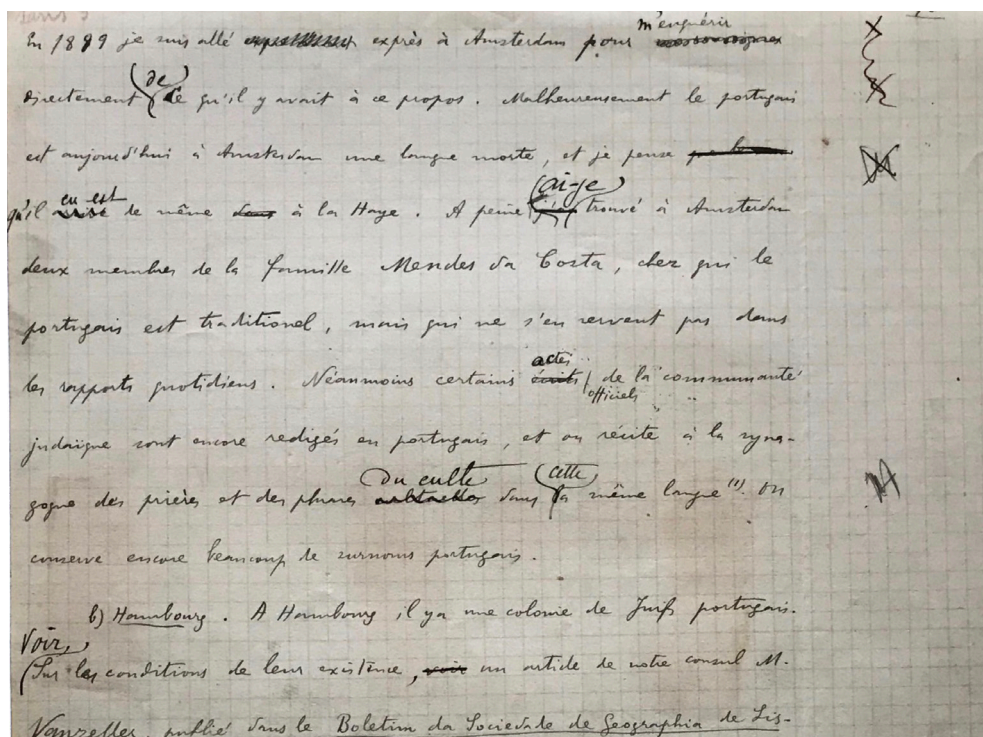 En 1889 je suis allé exprès à Amsterdam pour m'enquérir
directement de ce qu'il y avait à ce propos. Malheureusement le portugais
est aujourd'hui à Amsterdam une langue morte, et je pense
qu'il en est de même à la Haye. A peine ai-je trouvé à Amsterdam
deux membres de la famille Mendes da Costa, chez qui le
portugais est traditionel, mais qui ne s'en servent pas dans
les rapports quotidiens. Néanmoins certains actes officiels de la communauté
judaïque sont encore redigés en portugais, et on récite à la syna-
gogue des prières et des phrases du culte dans cette même langue (1). On
conserve encore beaucoup de surnoms portugais.
b) Hambourg. A Hambourg il y a une colonie de Juifs portugais.
(Voir, Sur les conditions de leur existence, un article de notre consul M.
Vanzelles, publié dans le Boletim da Sociedade de Geographia de Lis-